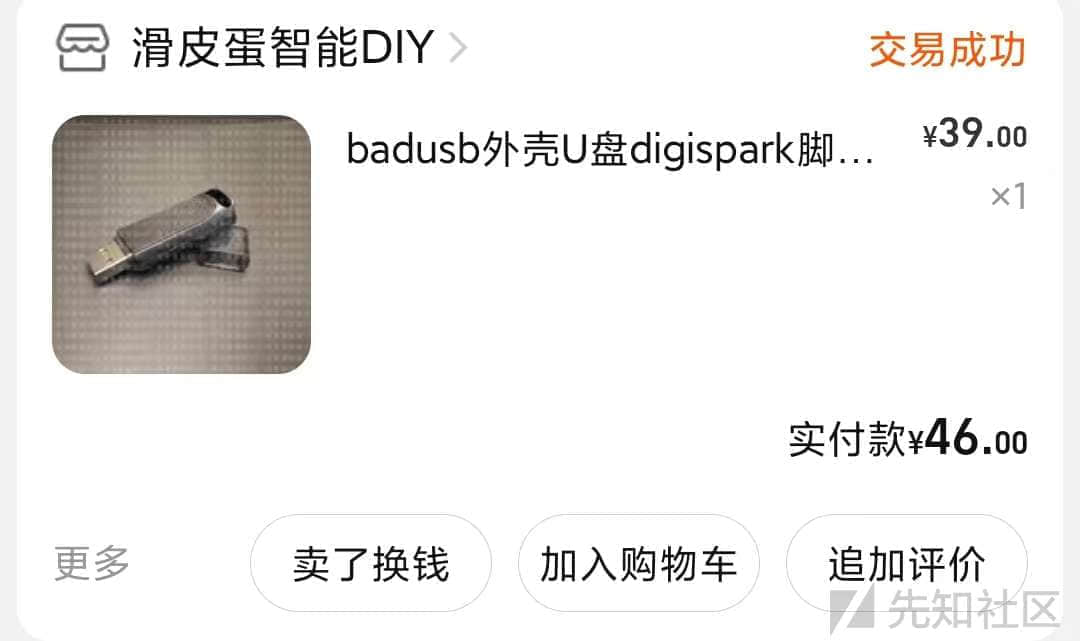 滑皮蛋智能DIY
交易成功
badusb外壳U盘digispark脚...
¥39.00
×1
实付款¥46.00
更多
卖了换钱
加入购物车
追加评价
先知社区